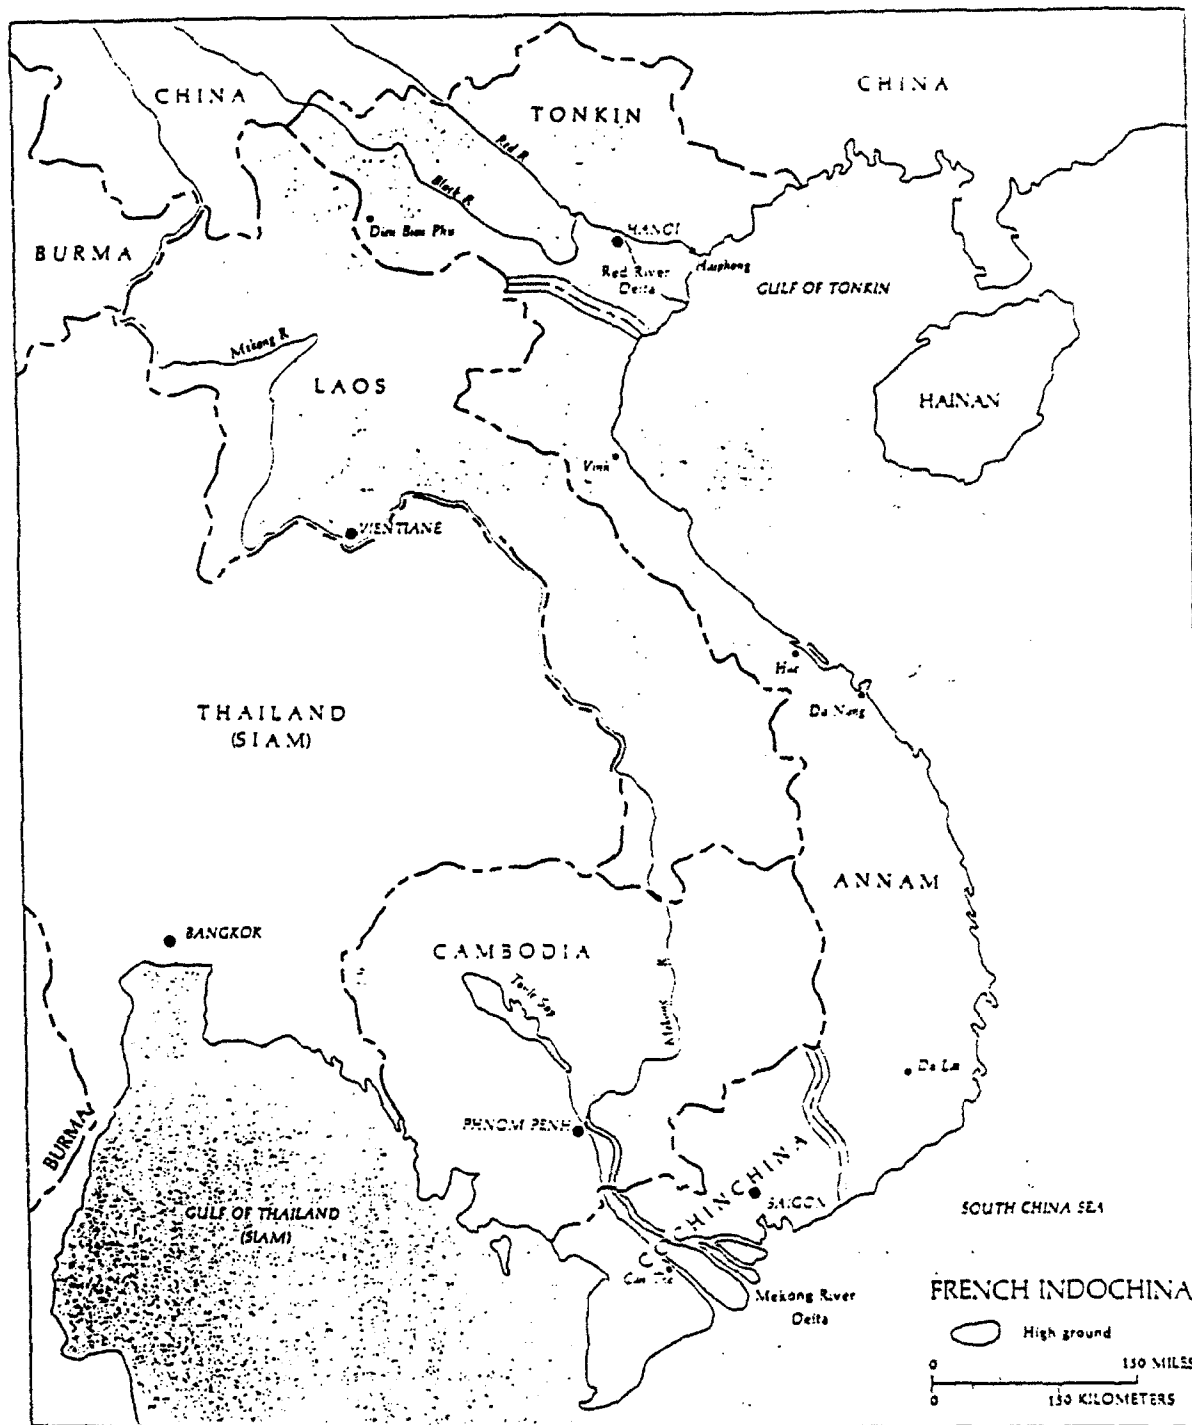 CHINA
TONKIN
CHINA
Red R.
Black R.
Dien Bien Phu
HANOI
Haiphong
BURMA
Red River
Delta
GULF OF TONKIN
Mekong R.
LAOS
HAINAN
Vinh
VIENTIANE
Hue
Da Nang
THAILAND
(SIAM)
ANNAM
BANGKOK
CAMBODIA
Tonle Sap
Mekong R.
Da Lat
BURMA
PHNOM PENH
COCHINCHINA
SAIGON
GULF OF THAILAND
(SIAM)
SOUTH CHINA SEA
Can Tho
Mekong River
Delta
FRENCH INDOCHINA
High ground
0 150 MILES
0 150 KILOMETERS